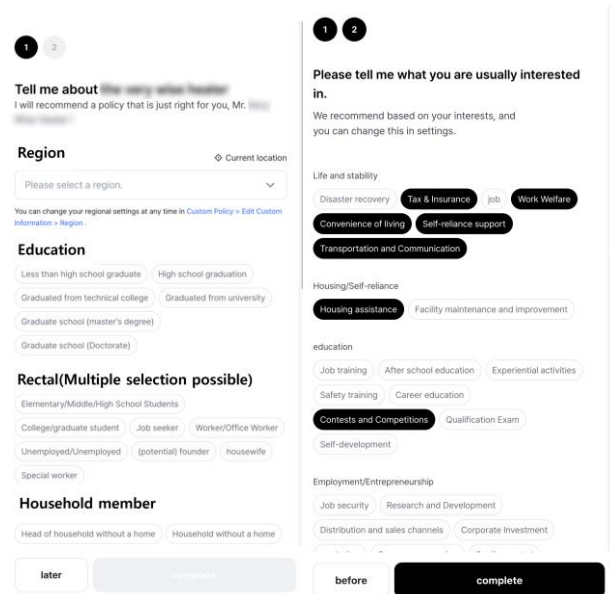 1 2
Tell me about
I will recommend a policy that is just right for you, Mr.
Region
Current location
Please select a region.
You can change your regional settings at any time in Custom Policy > Edit Custom
Information > Region .
Education
Less than high school graduate High school graduation
Graduated from technical college Graduated from university
Graduate school (master's degree)
Graduate school (Doctorate)
Rectal(Multiple selection possible)
Elementary/Middle/High School Students
College/graduate student Job seeker Worker/Office Worker
Unemployed/Unemployed (potential) founder housewife
Special worker
Household member
Head of household without a home Household without a home
later complete
1 2
Please tell me what you are usually interested
in.
We recommend based on your interests, and
you can change this in settings.
Life and stability
Disaster recovery Tax & Insurance job Work Welfare
Convenience of living Self-reliance support
Transportation and Communication
Housing/Self-reliance
Housing assistance Facility maintenance and improvement
education
Job training After school education Experiential activities
Safety training Career education
Contests and Competitions Qualification Exam
Self-development
Employment/Entrepreneurship
Job security Research and Development
Distribution and sales channels Corporate Investment
before complete